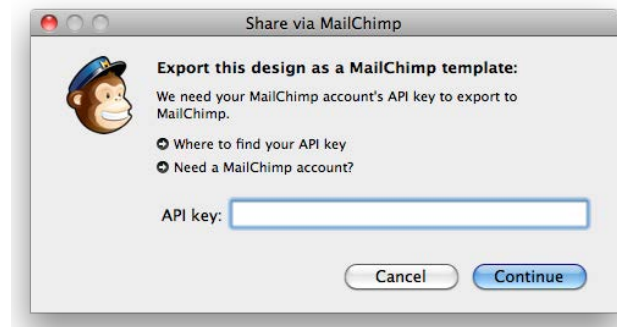 Share via MailChimp
Export this design as a MailChimp template:
We need your MailChimp account's API key to export to
MailChimp.
Where to find your API key
Need a MailChimp account?
API key:
Cancel
Continue